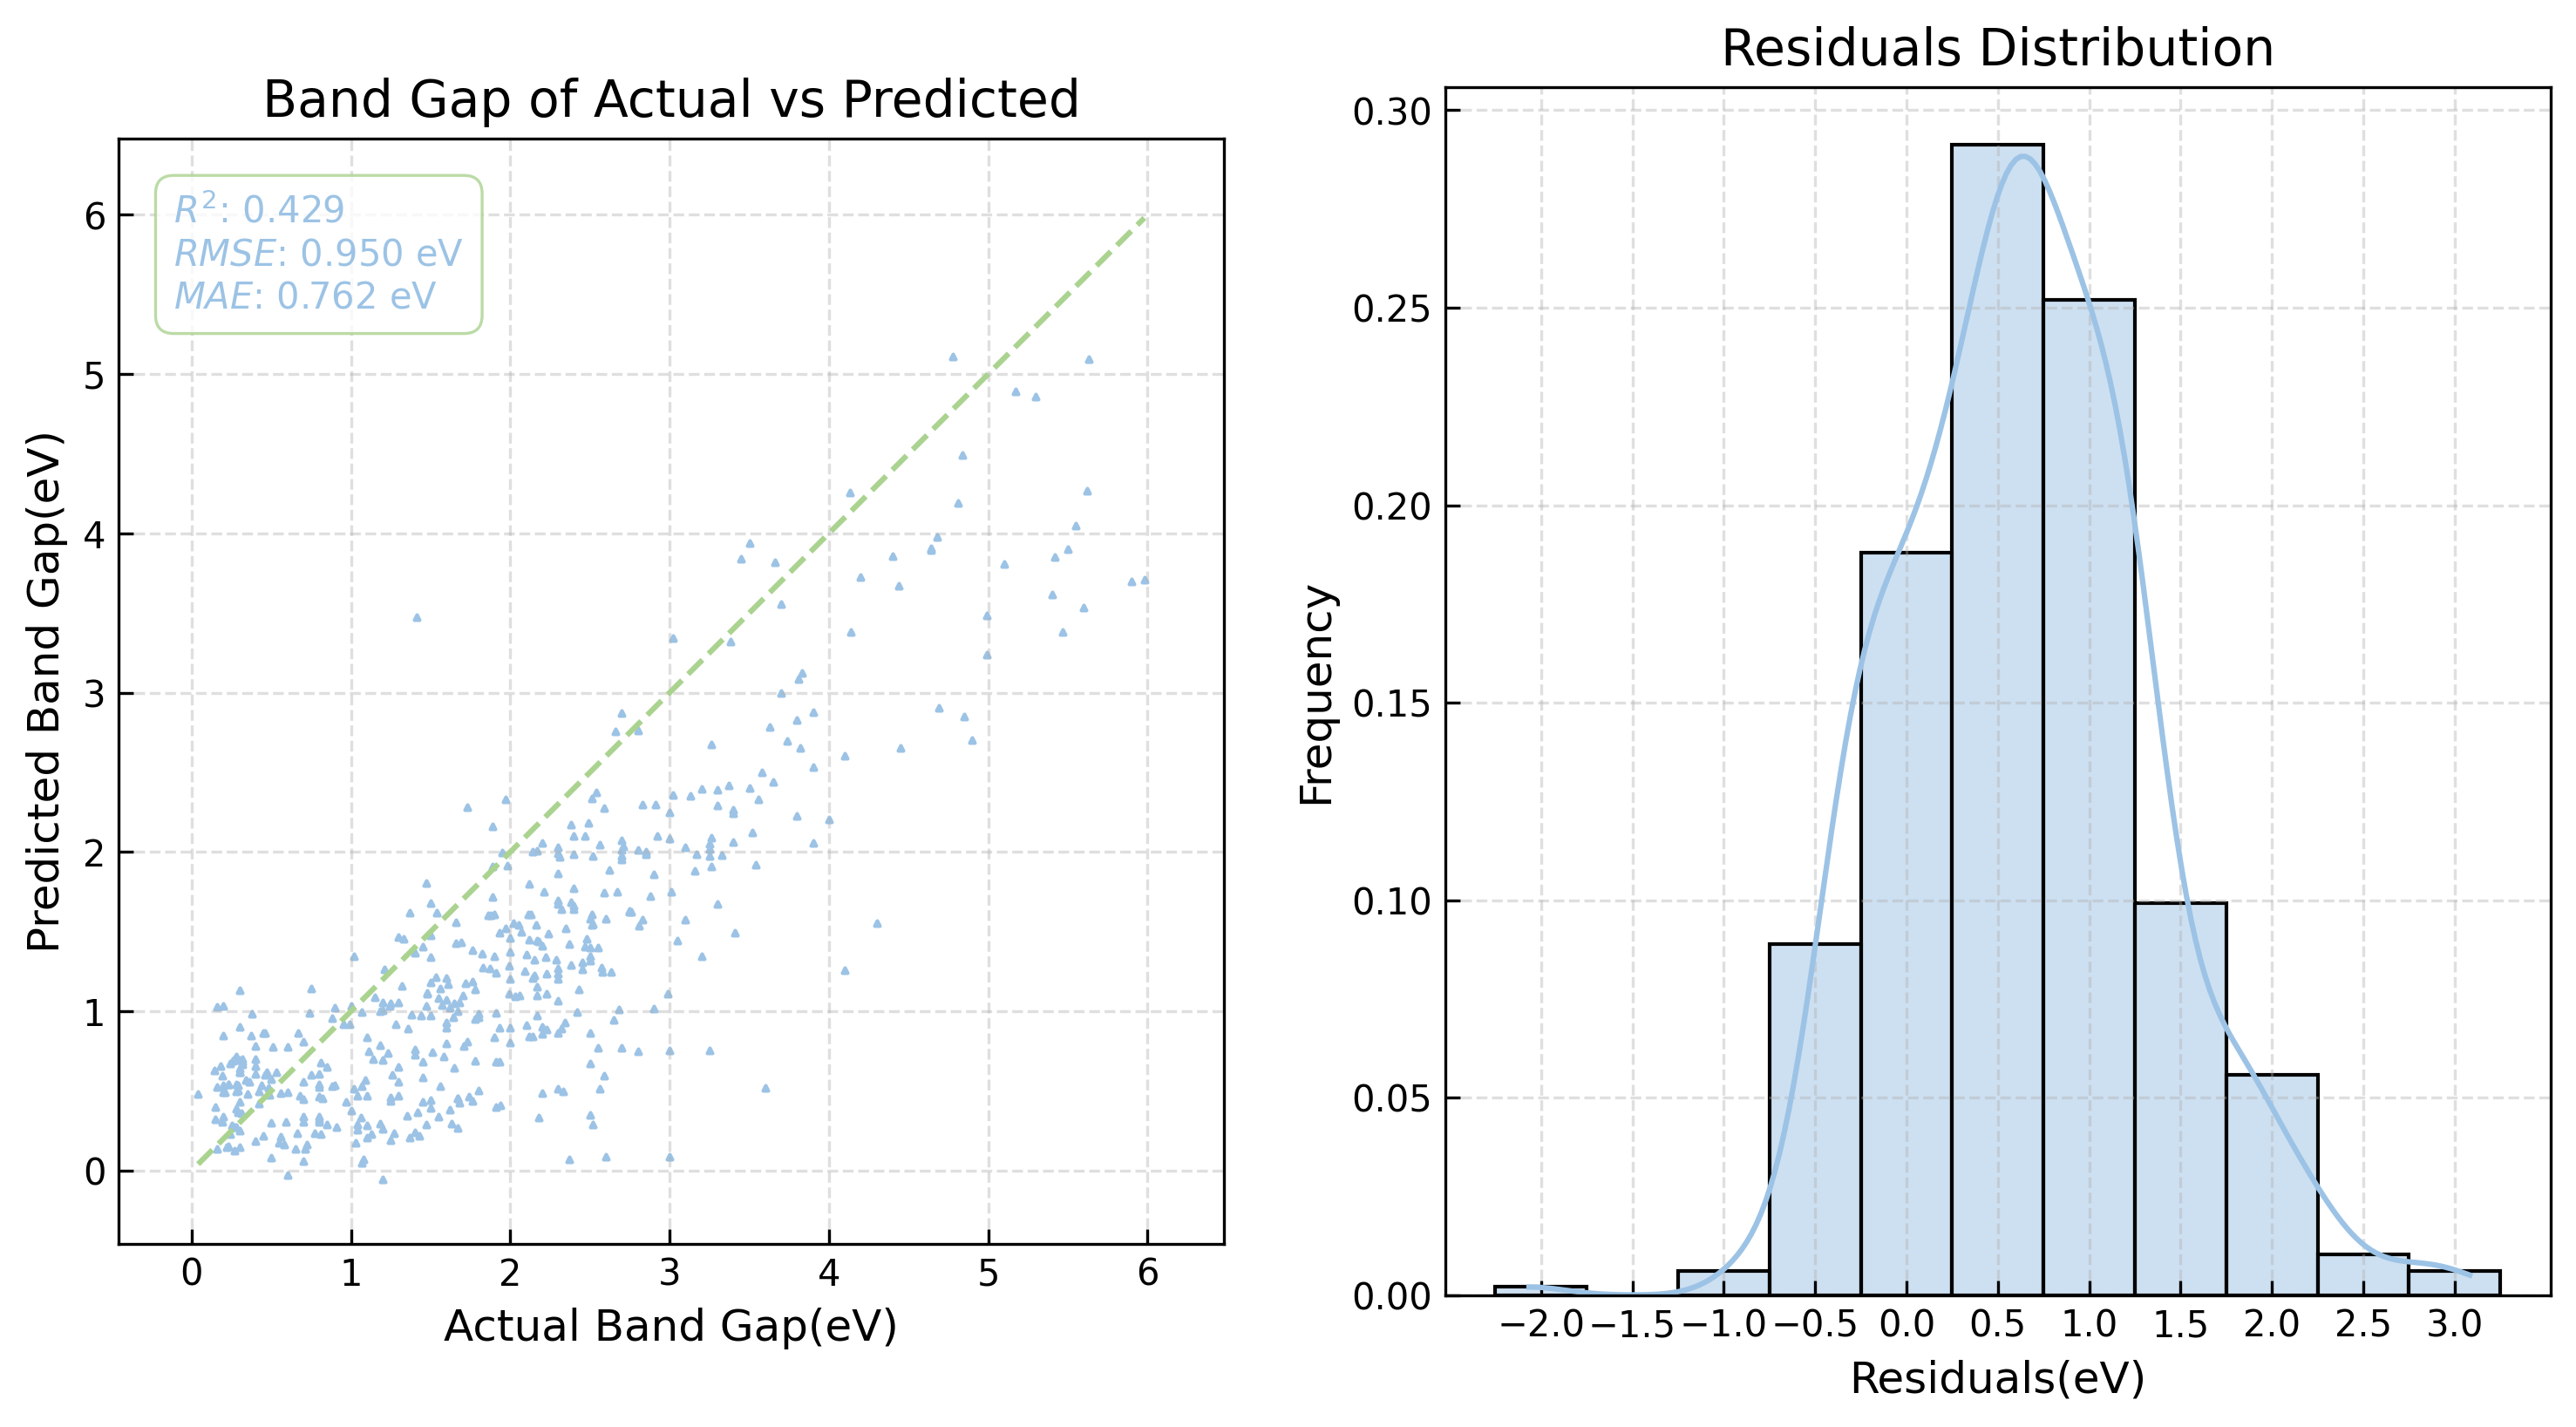 Band Gap of Actual vs Predicted
R²: 0.429
RMSE: 0.950 eV
MAE: 0.762 eV
Predicted Band Gap(eV)
6
5
4
3
2
1
0
0 1 2 3 4 5 6
Actual Band Gap(eV)
Residuals Distribution
Frequency
0.30
0.25
0.20
0.15
0.10
0.05
0.00
−2.0 −1.5 −1.0 −0.5 0.0 0.5 1.0 1.5 2.0 2.5 3.0
Residuals(eV)